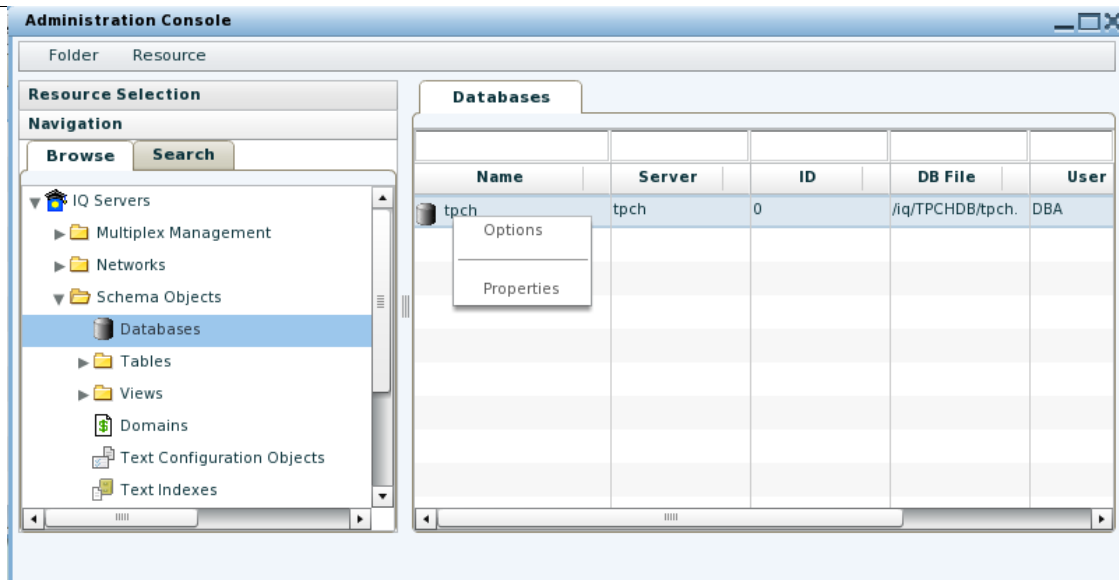 Administration Console
Folder Resource
Resource Selection
Navigation
Browse Search
IQ Servers
Multiplex Management
Networks
Schema Objects
Databases
Tables
Views
Domains
Text Configuration Objects
Text Indexes
Databases
Name Server ID DB File User
tpch tpch 0 /iq/TPCHDB/tpch. DBA
Options
Properties